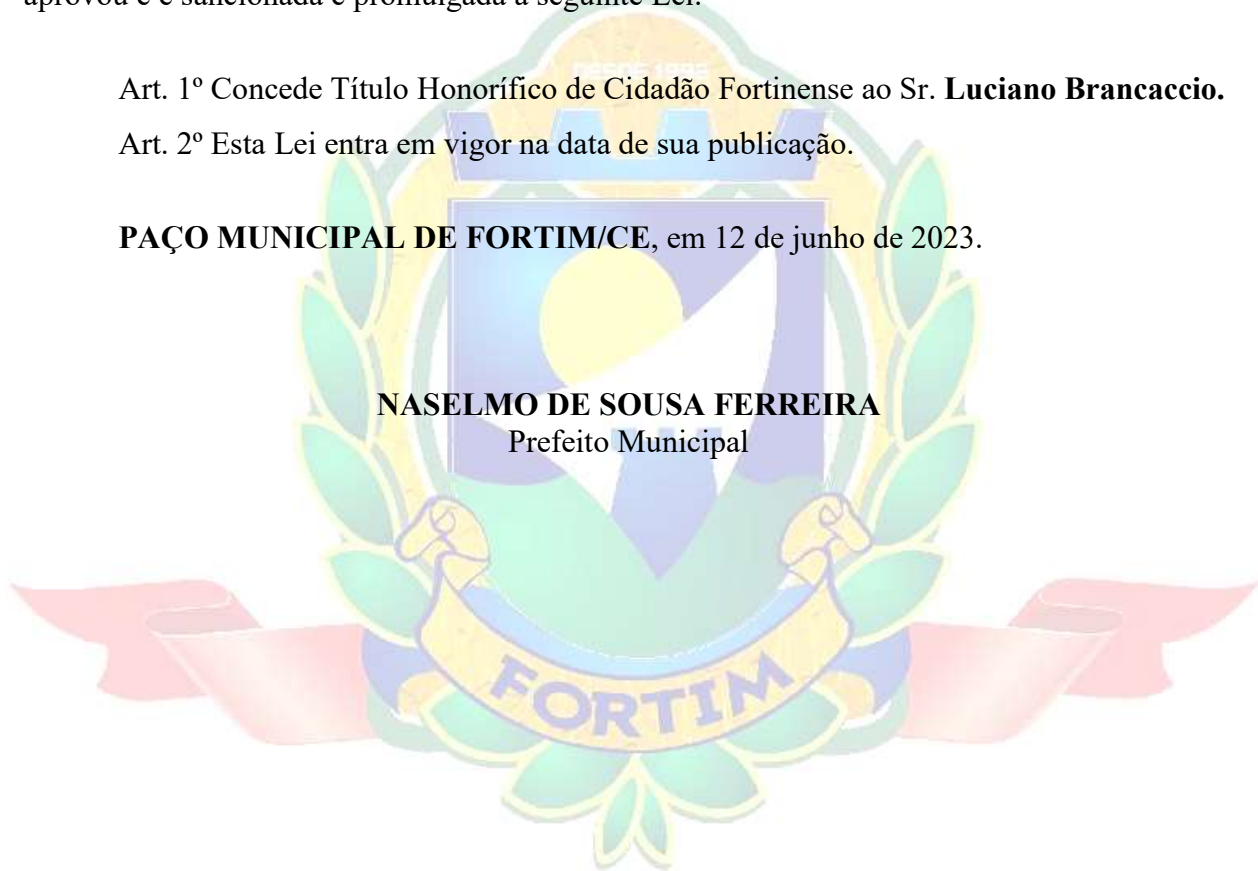 aprovou e é sancionada e promulgada a seguinte Lei:
Art. 1º Concede Título Honorífico de Cidadão Fortinense ao Sr. Luciano Brancaccio.
Art. 2º Esta Lei entra em vigor na data de sua publicação.
PAÇO MUNICIPAL DE FORTIM/CE, em 12 de junho de 2023.
NASELMO DE SOUSA FERREIRA
Prefeito Municipal
DESDE 1992
FORTIM